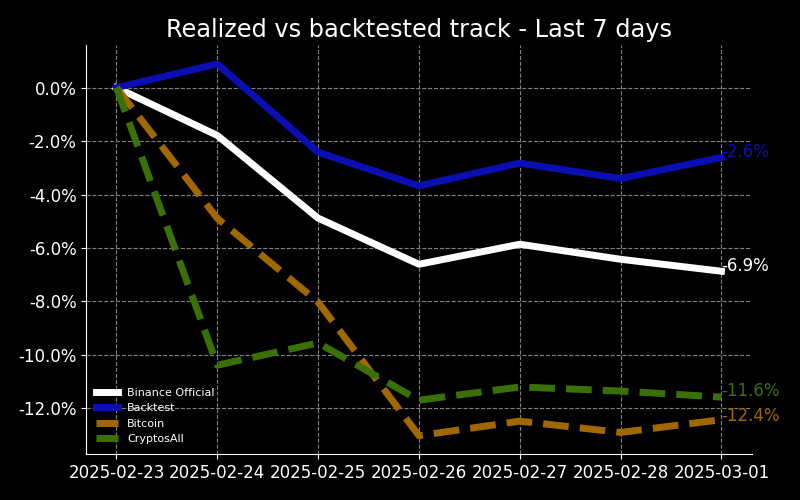 Realized vs backtested track - Last 7 days
0.0%
-2.0%
-4.0%
-6.0%
-8.0%
-10.0%
-12.0%
-2.6%
-6.9%
-11.6%
-12.4%
Binance Official
Backtest
Bitcoin
CryptosAll
2025-02-23 2025-02-24 2025-02-25 2025-02-26 2025-02-27 2025-02-28 2025-03-01